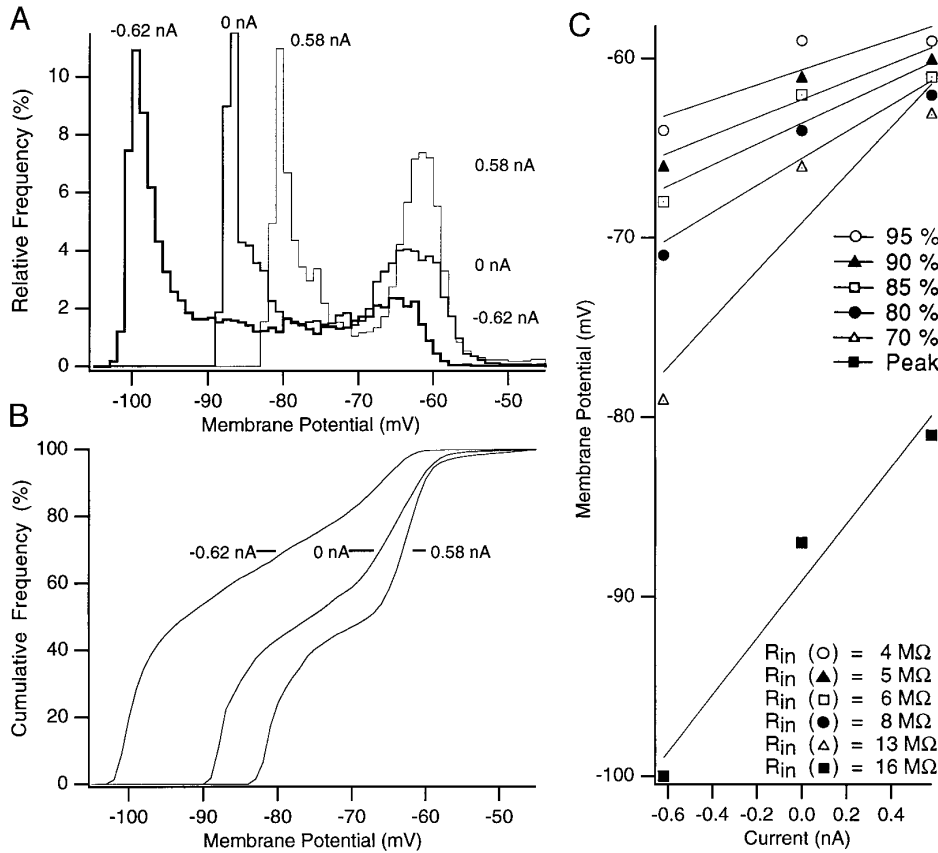 A
-0.62 nA
0 nA
0.58 nA
0.58 nA
0 nA
-0.62 nA
Relative Frequency (%)
10
8
6
4
2
0
-100
-90
-80
-70
-60
-50
Membrane Potential (mV)
B
Cumulative Frequency (%)
100
80
60
40
20
0
-0.62 nA
0 nA
0.58 nA
-100
-90
-80
-70
-60
-50
Membrane Potential (mV)
C
Membrane Potential (mV)
-60
-70
-80
-90
-100
95 %
90 %
85 %
80 %
70 %
Peak
Rin (○) = 4 MΩ
Rin (▲) = 5 MΩ
Rin (□) = 6 MΩ
Rin (●) = 8 MΩ
Rin (△) = 13 MΩ
Rin (■) = 16 MΩ
-0.6
-0.4
-0.2
0.0
0.2
0.4
Current (nA)